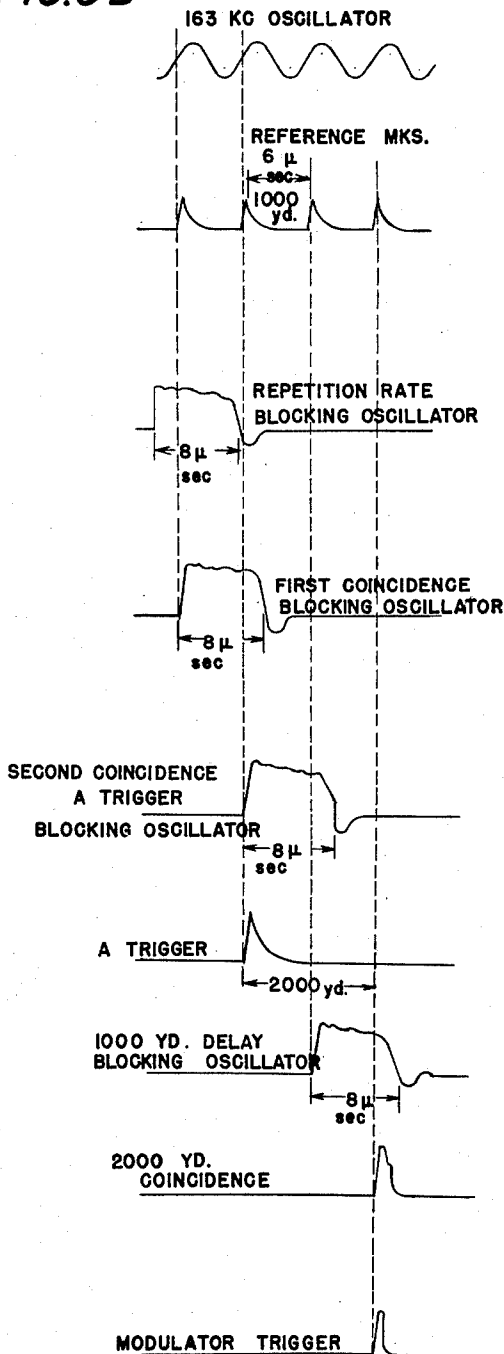 163 KC OSCILLATOR
REFERENCE MKS.
6 μ
sec
1000
yd.
REPETITION RATE
BLOCKING OSCILLATOR
8 μ
sec
FIRST COINCIDENCE
BLOCKING OSCILLATOR
8 μ
sec
SECOND COINCIDENCE
A TRIGGER
BLOCKING OSCILLATOR
8 μ
sec
A TRIGGER
2000 yd.
1000 YD. DELAY
BLOCKING OSCILLATOR
8 μ
sec
2000 YD.
COINCIDENCE
MODULATOR TRIGGER